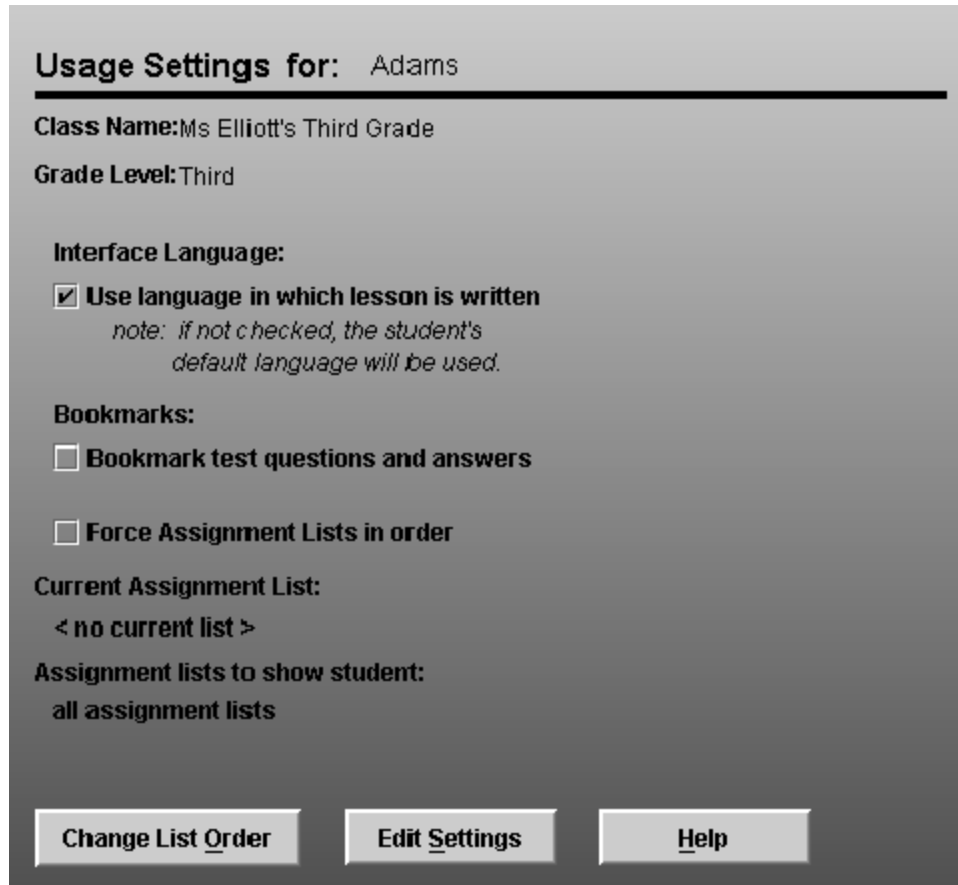 Usage Settings for: Adams
Class Name: Ms Elliott's Third Grade
Grade Level: Third
Interface Language:
Use language in which lesson is written
note: if not checked, the student's
default language will be used.
Bookmarks:
Bookmark test questions and answers
Force Assignment Lists in order
Current Assignment List:
< no current list >
Assignment lists to show student:
all assignment lists
Change List Order Edit Settings Help